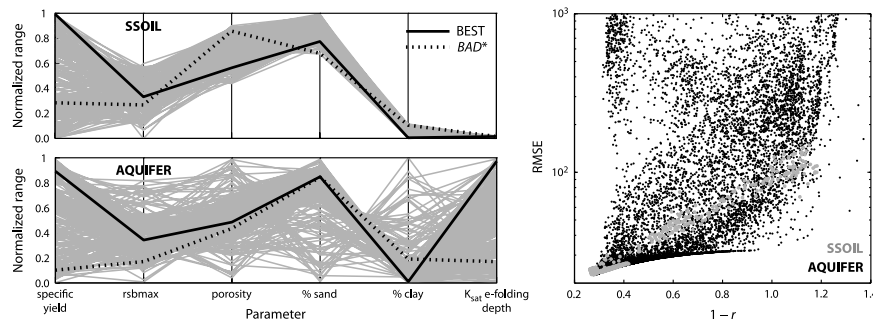 SSOIL
BEST
BAD*
Normalized range
1
0.8
0.6
0.4
0.2
0.0
AQUIFER
Normalized range
1
0.8
0.6
0.4
0.2
0.0
specific yield
rsbmax
porosity
% sand
% clay
Ksat e-folding depth
Parameter
10³
10²
RMSE
SSOIL
AQUIFER
0.2
0.4
0.6
0.8
1.0
1.2
1.4
1 − r